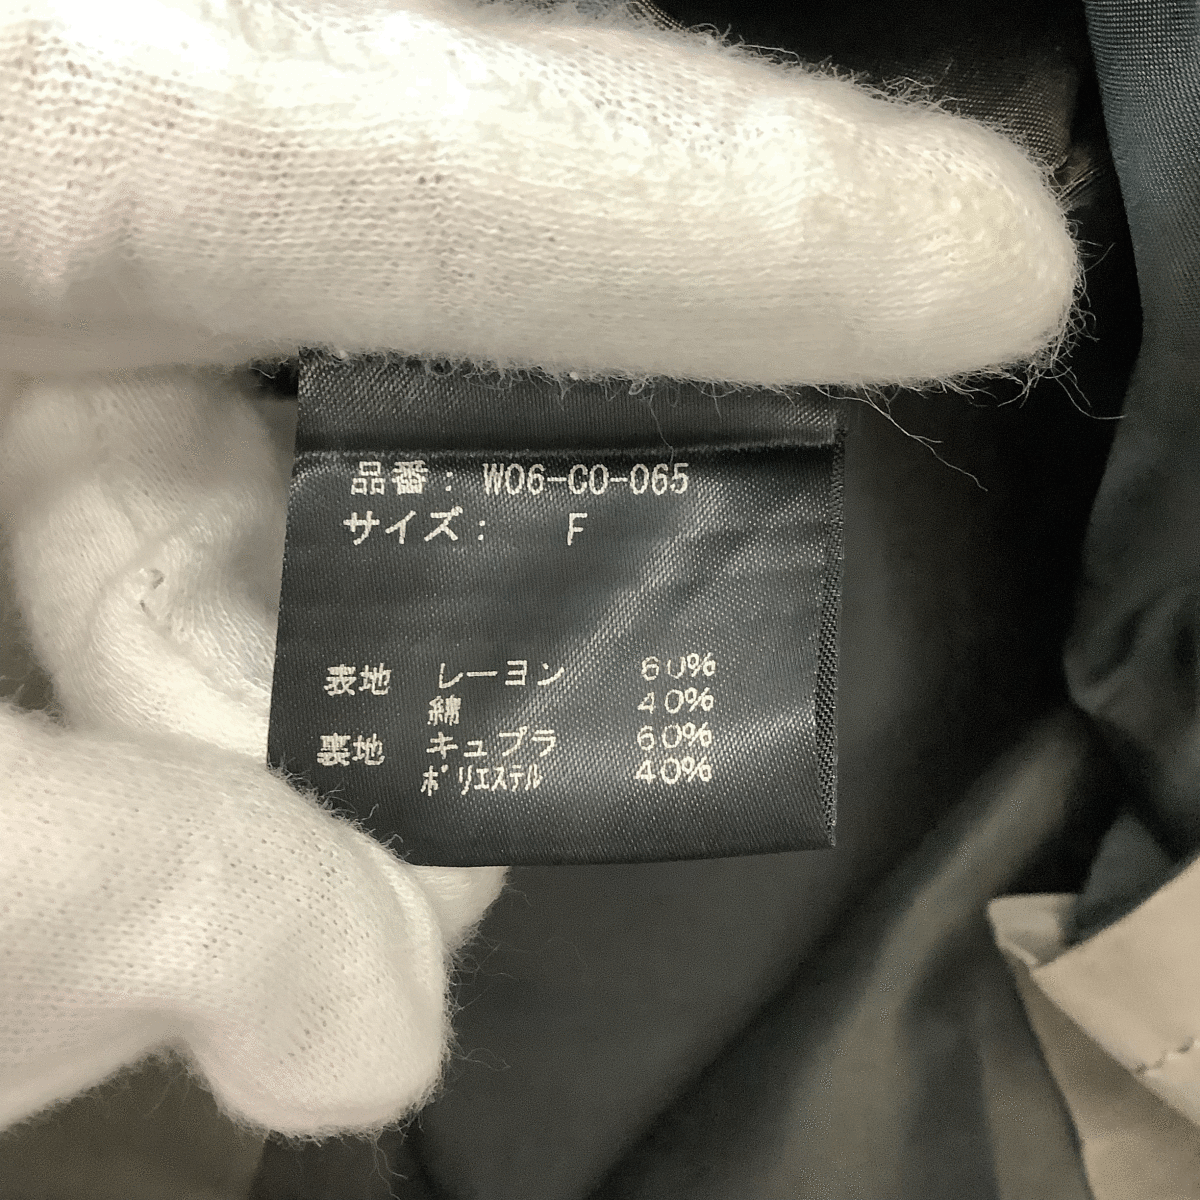 品番: W06-CO-065
サイズ: F
表地 レーヨン 60%
綿 40%
裏地 キュプラ 60%
ﾎﾟﾘｴｽﾃﾙ 40%